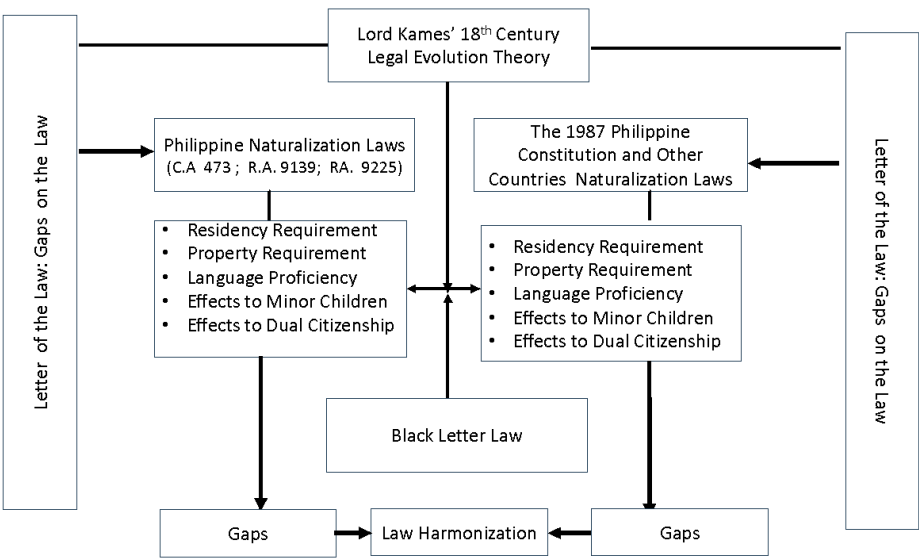 Lord Kames' 18th Century
Legal Evolution Theory
Letter of the Law: Gaps on the Law
Philippine Naturalization Laws
(C.A 473 ; R.A. 9139; RA. 9225)
The 1987 Philippine
Constitution and Other
Countries Naturalization Laws
Letter of the Law: Gaps on the Law
• Residency Requirement
• Property Requirement
• Language Proficiency
• Effects to Minor Children
• Effects to Dual Citizenship
• Residency Requirement
• Property Requirement
• Language Proficiency
• Effects to Minor Children
• Effects to Dual Citizenship
Black Letter Law
Gaps
Law Harmonization
Gaps